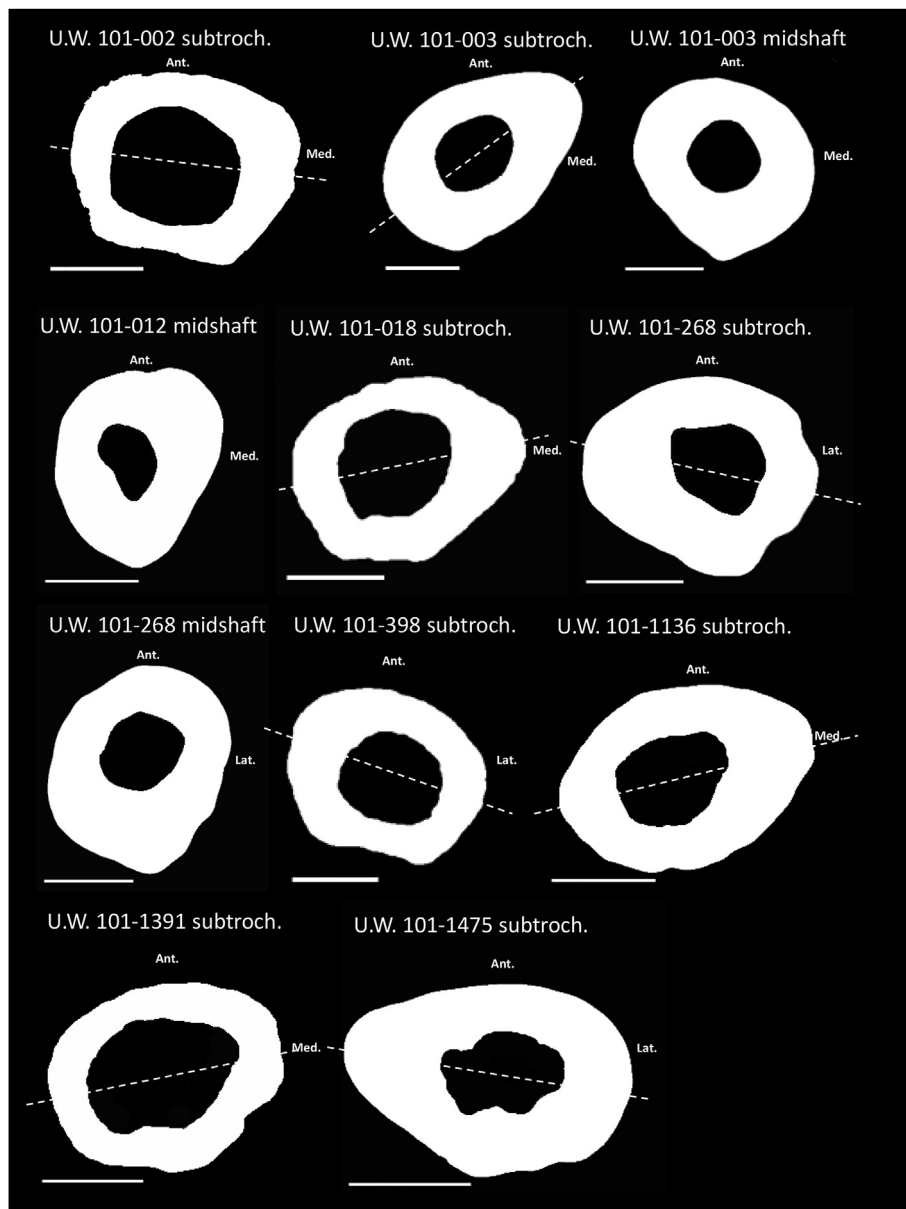 U.W. 101-002 subtroch.
Ant.
Med.
U.W. 101-003 subtroch.
Ant.
Med.
U.W. 101-003 midshaft
Ant.
Med.
U.W. 101-012 midshaft
Ant.
Med.
U.W. 101-018 subtroch.
Ant.
Med.
U.W. 101-268 subtroch.
Ant.
Lat.
U.W. 101-268 midshaft
Ant.
Lat.
U.W. 101-398 subtroch.
Ant.
Lat.
U.W. 101-1136 subtroch.
Ant.
Med.
U.W. 101-1391 subtroch.
Ant.
Med.
U.W. 101-1475 subtroch.
Ant.
Lat.